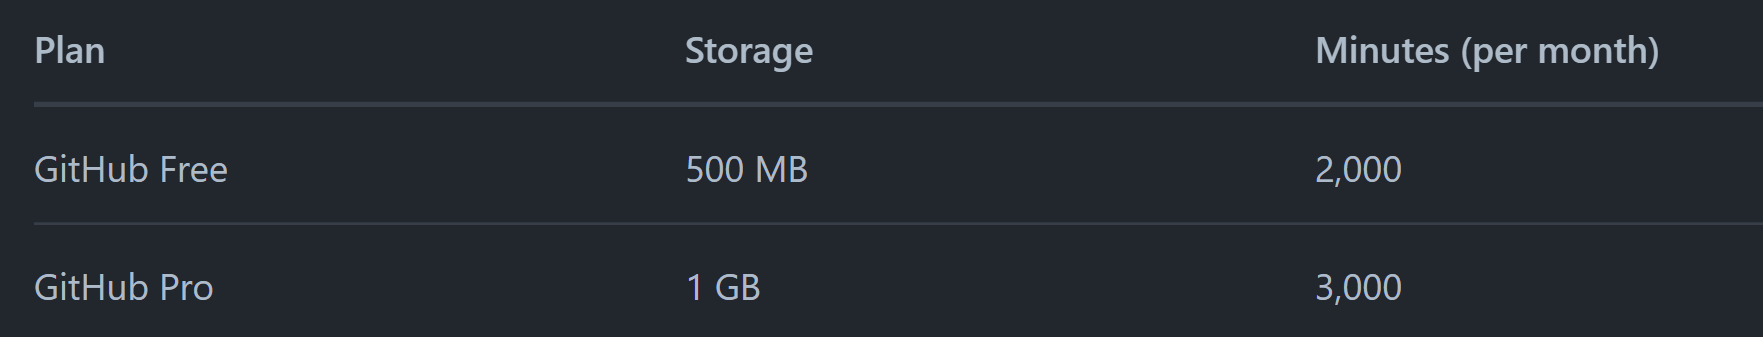 Plan Storage Minutes (per month)
GitHub Free 500 MB 2,000
GitHub Pro 1 GB 3,000